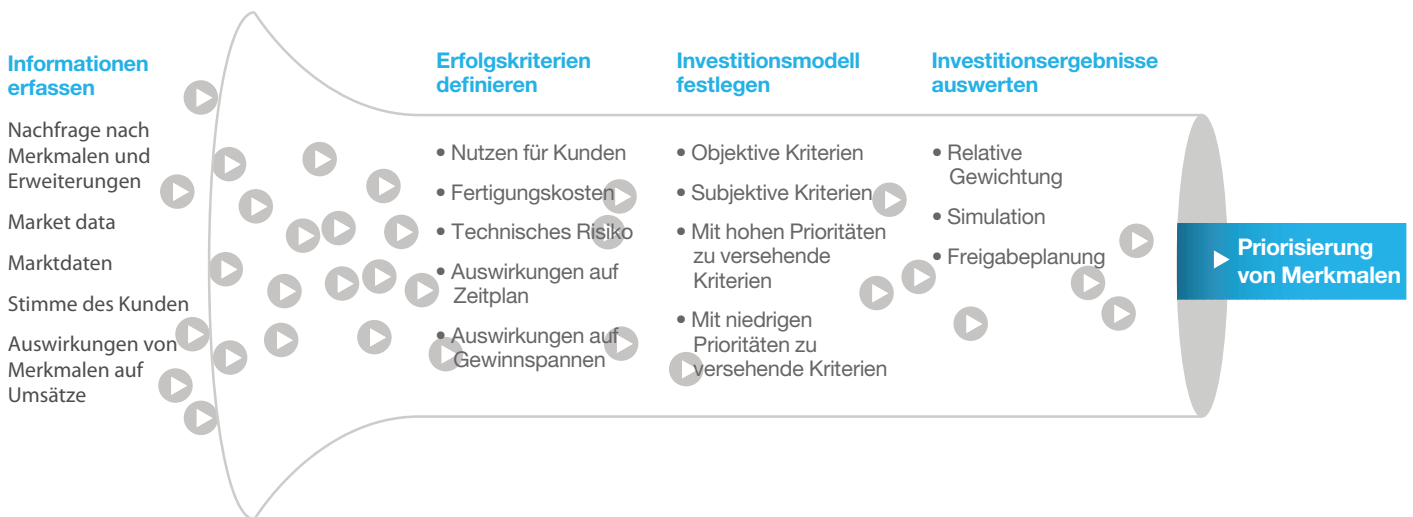 Informationen
erfassen
Nachfrage nach
Merkmalen und
Erweiterungen
Market data
Marktdaten
Stimme des Kunden
Auswirkungen von
Merkmalen auf
Umsätze
Erfolgskriterien
definieren
• Nutzen für Kunden
• Fertigungskosten
• Technisches Risiko
• Auswirkungen auf
Zeitplan
• Auswirkungen auf
Gewinnspannen
Investitionsmodell
festlegen
• Objektive Kriterien
• Subjektive Kriterien
• Mit hohen Prioritäten
zu versehende
Kriterien
• Mit niedrigen
Prioritäten zu
versehende Kriterien
Investitionsergebnisse
auswerten
• Relative
Gewichtung
• Simulation
• Freigabeplanung
Priorisierung
von Merkmalen